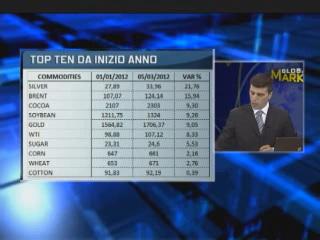 TOP TEN DA INIZIO ANNO
COMMODITIES 01/01/2012 05/03/2012 VAR %
SILVER 27,89 33,96 21,76
BRENT 107,07 124,14 15,94
COCOA 2107 2303 9,30
SOYBEAN 1211,75 1324 9,26
GOLD 1564,82 1706,37 9,05
WTI 98,68 107,12 8,33
SUGAR 23,31 24,6 5,53
CORN 647 661 2,16
WHEAT 653 671 2,76
COTTON 91,83 92,19 0,39
GLOB
MARK